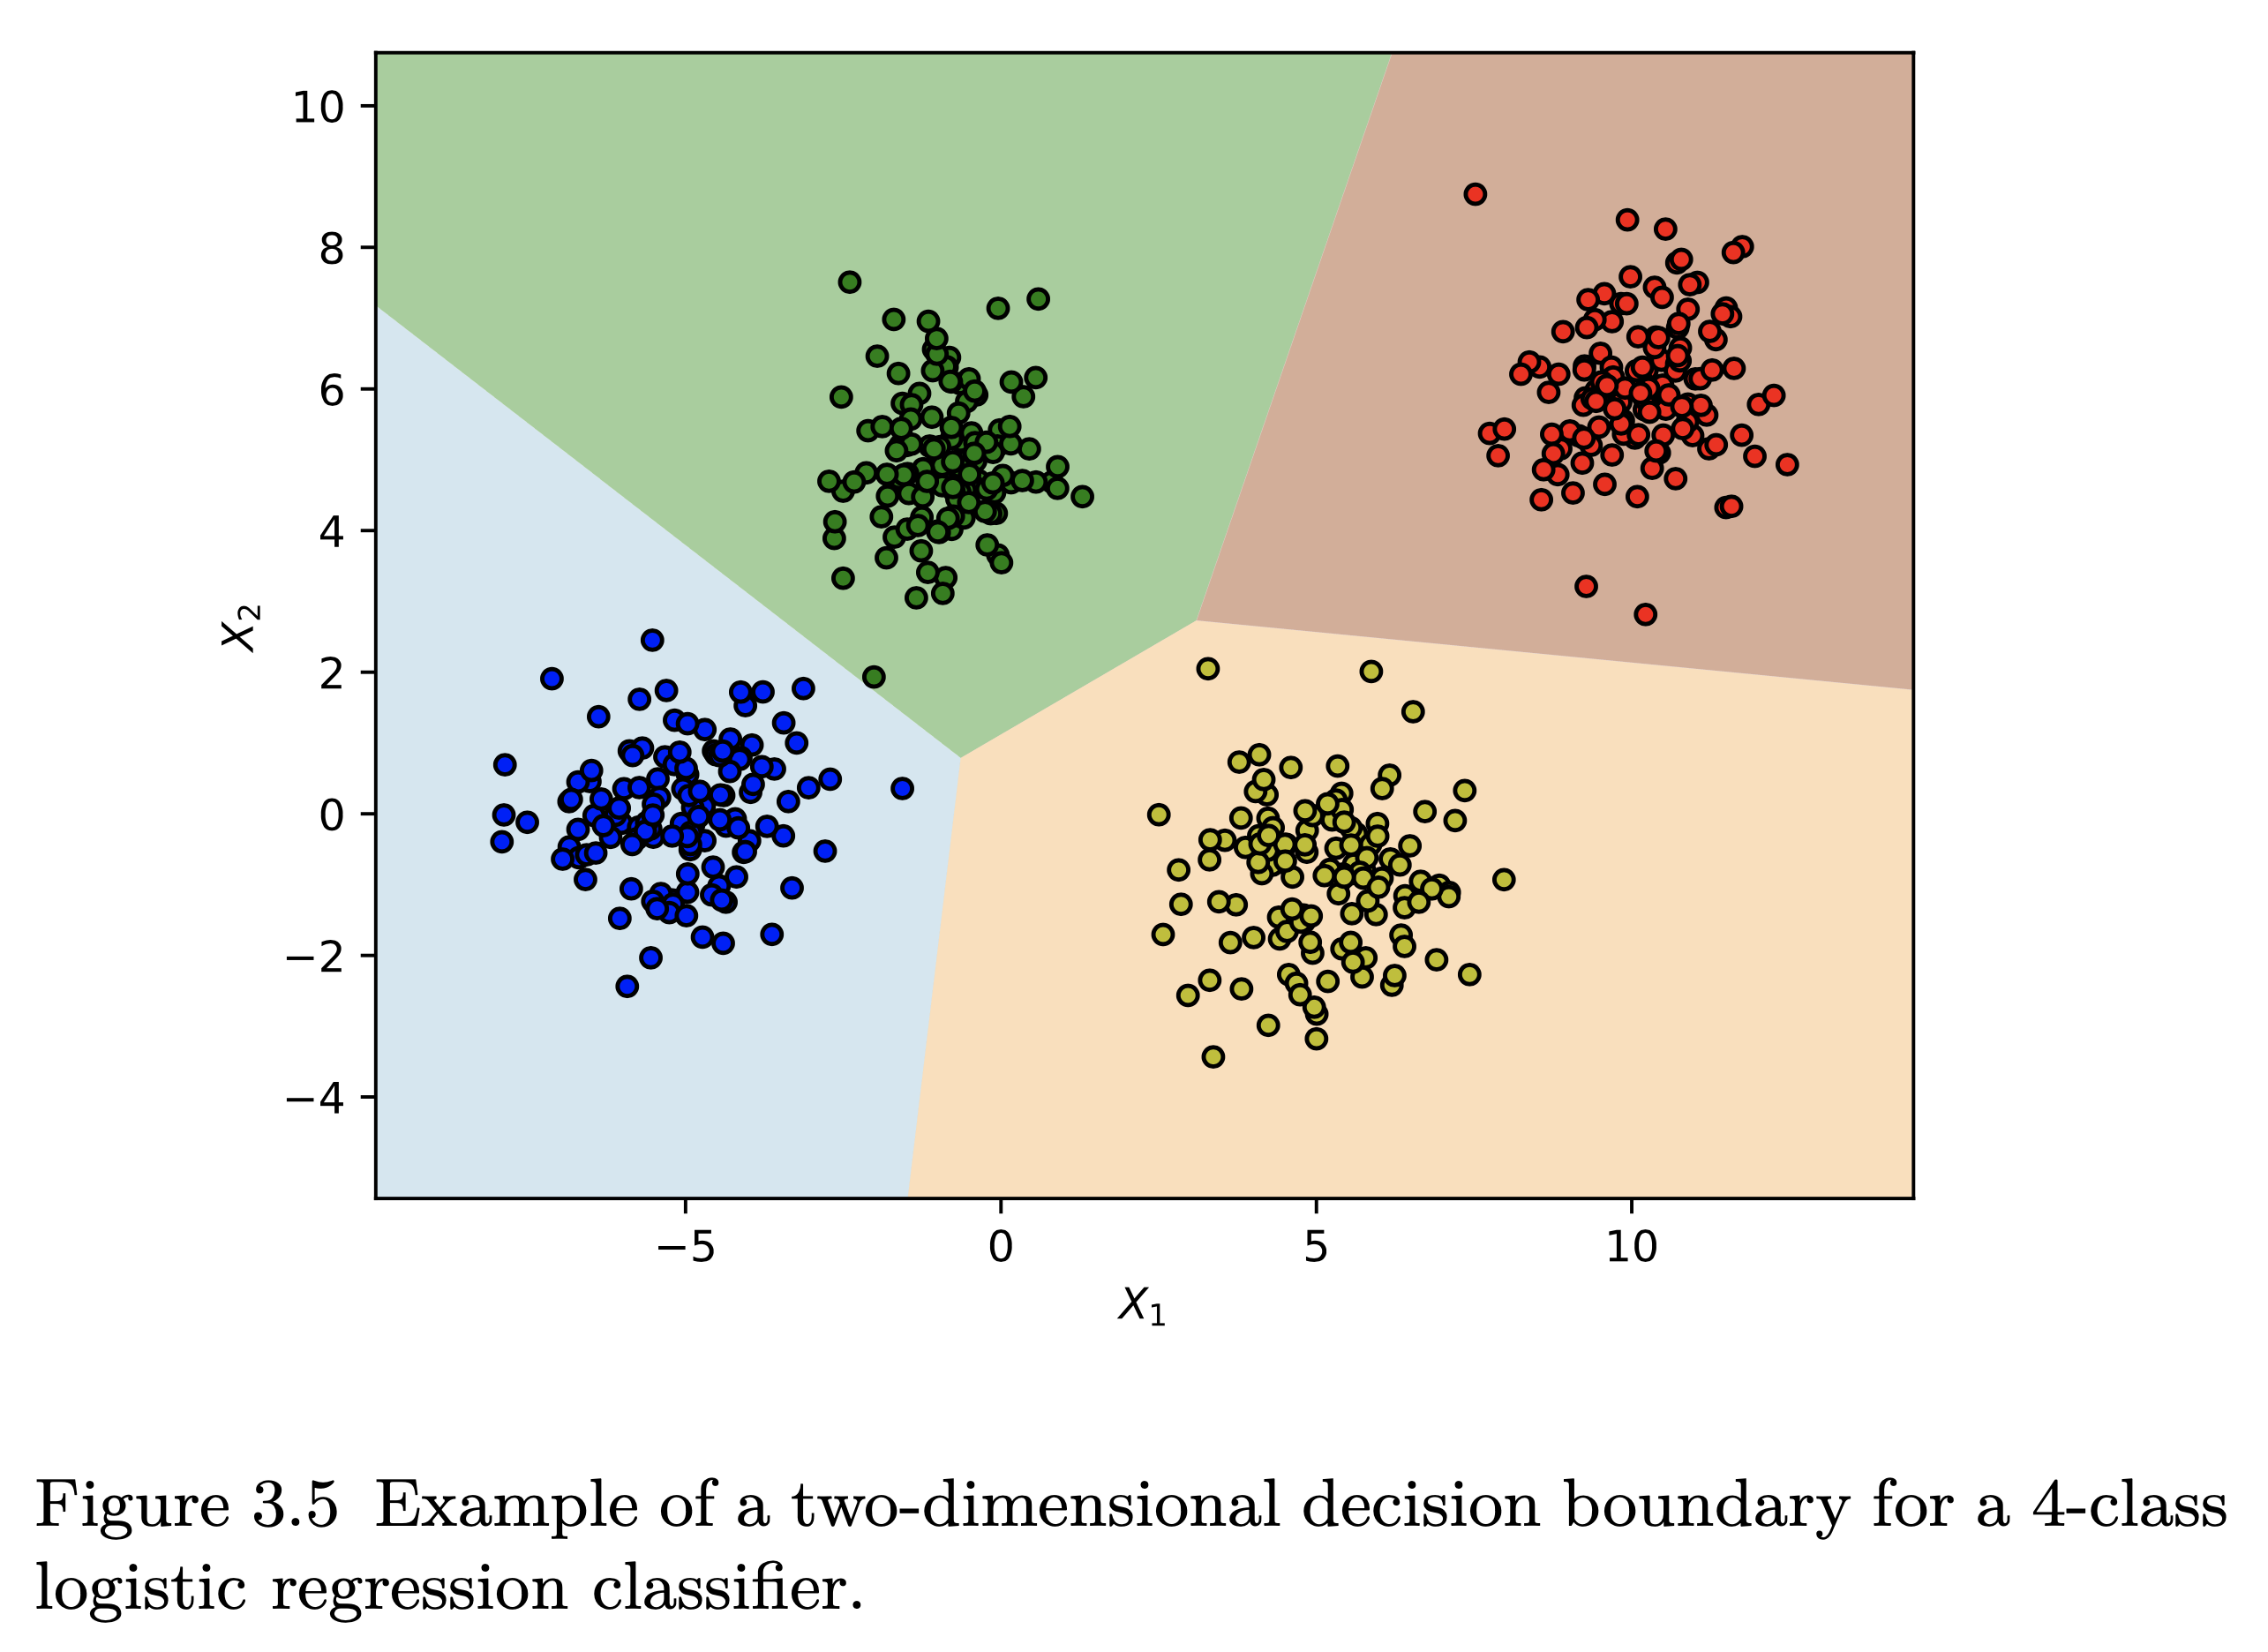 10
8
6
4
2
0
−2
−4
X₂
−5 0 5 10
X₁
Figure 3.5 Example of a two-dimensional decision boundary for a 4-class
logistic regression classifier.